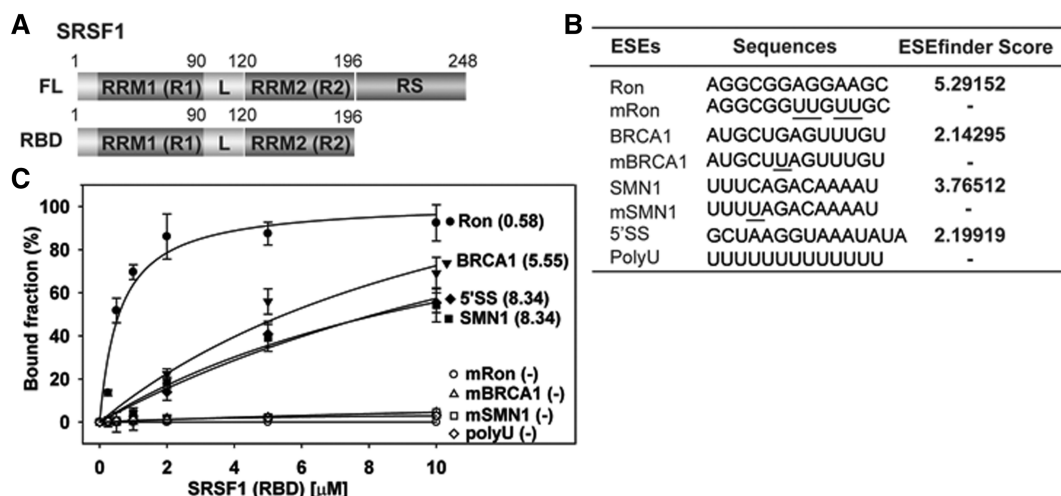 A
SRSF1
1 90 120 196 248
FL RRM1 (R1) L RRM2 (R2) RS
1 90 120 196
RBD RRM1 (R1) L RRM2 (R2)
B
ESEs Sequences ESEfinder Score
Ron AGGCGGAGGAAGC 5.29152
mRon AGGCGGUUGUUGC -
BRCA1 AUGCUGAGUUUGU 2.14295
mBRCA1 AUGCUUAGUUUGU -
SMN1 UUUCAGACAAAAU 3.76512
mSMN1 UUUUAGACAAAAU -
5'SS GCUAAGGUAAAUAUA 2.19919
PolyU UUUUUUUUUUUUU -
C
Bound fraction (%)
100
80
60
40
20
0
Ron (0.58)
BRCA1 (5.55)
5'SS (8.34)
SMN1 (8.34)
mRon (-)
mBRCA1 (-)
mSMN1 (-)
polyU (-)
0 2 4 6 8 10
SRSF1 (RBD) [μM]